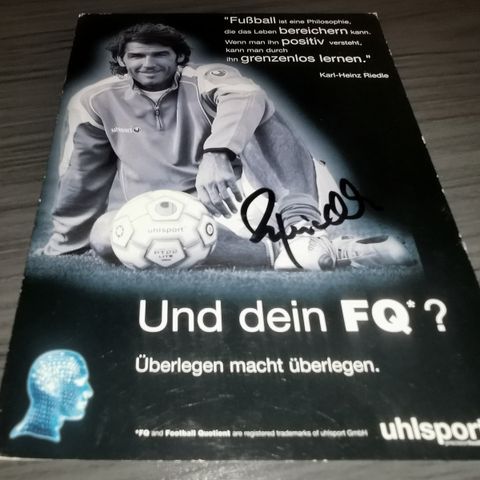 "Fußball ist eine Philosophie,
die das Leben bereichern kann.
Wenn man ihn positiv versteht,
kann man durch
ihn grenzenlos lernen."
Karl-Heinz Riedle
uhlsport
uhlsport
Und dein FQ*?
Überlegen macht überlegen.
*FQ and Football Quotient are registered trademarks of uhlsport GmbH
uhlsport